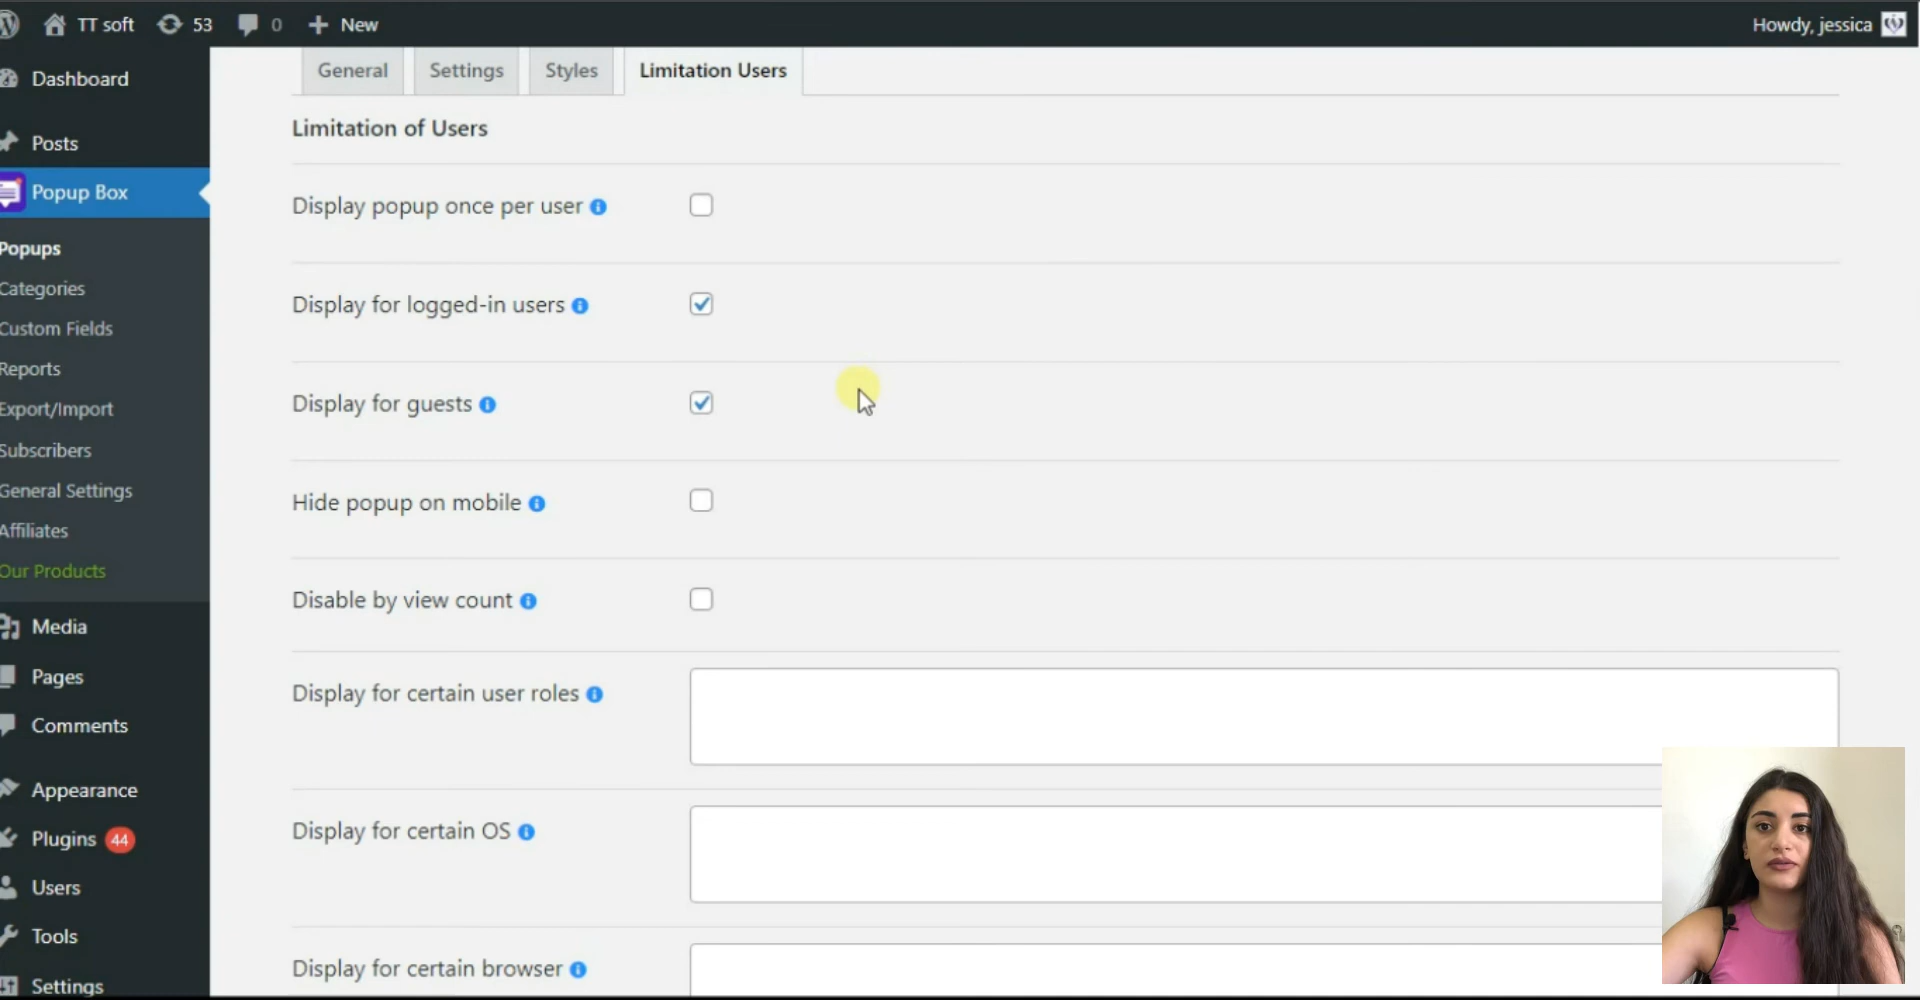 TT soft 53 0 New Howdy, jessica
Dashboard
Posts
Popup Box
Popups
Categories
Custom Fields
Reports
Export/Import
Subscribers
General Settings
Affiliates
Our Products
Media
Pages
Comments
Appearance
Plugins 44
Users
Tools
Settings
General Settings Styles Limitation Users
Limitation of Users
Display popup once per user
Display for logged-in users
Display for guests
Hide popup on mobile
Disable by view count
Display for certain user roles
Display for certain OS
Display for certain browser